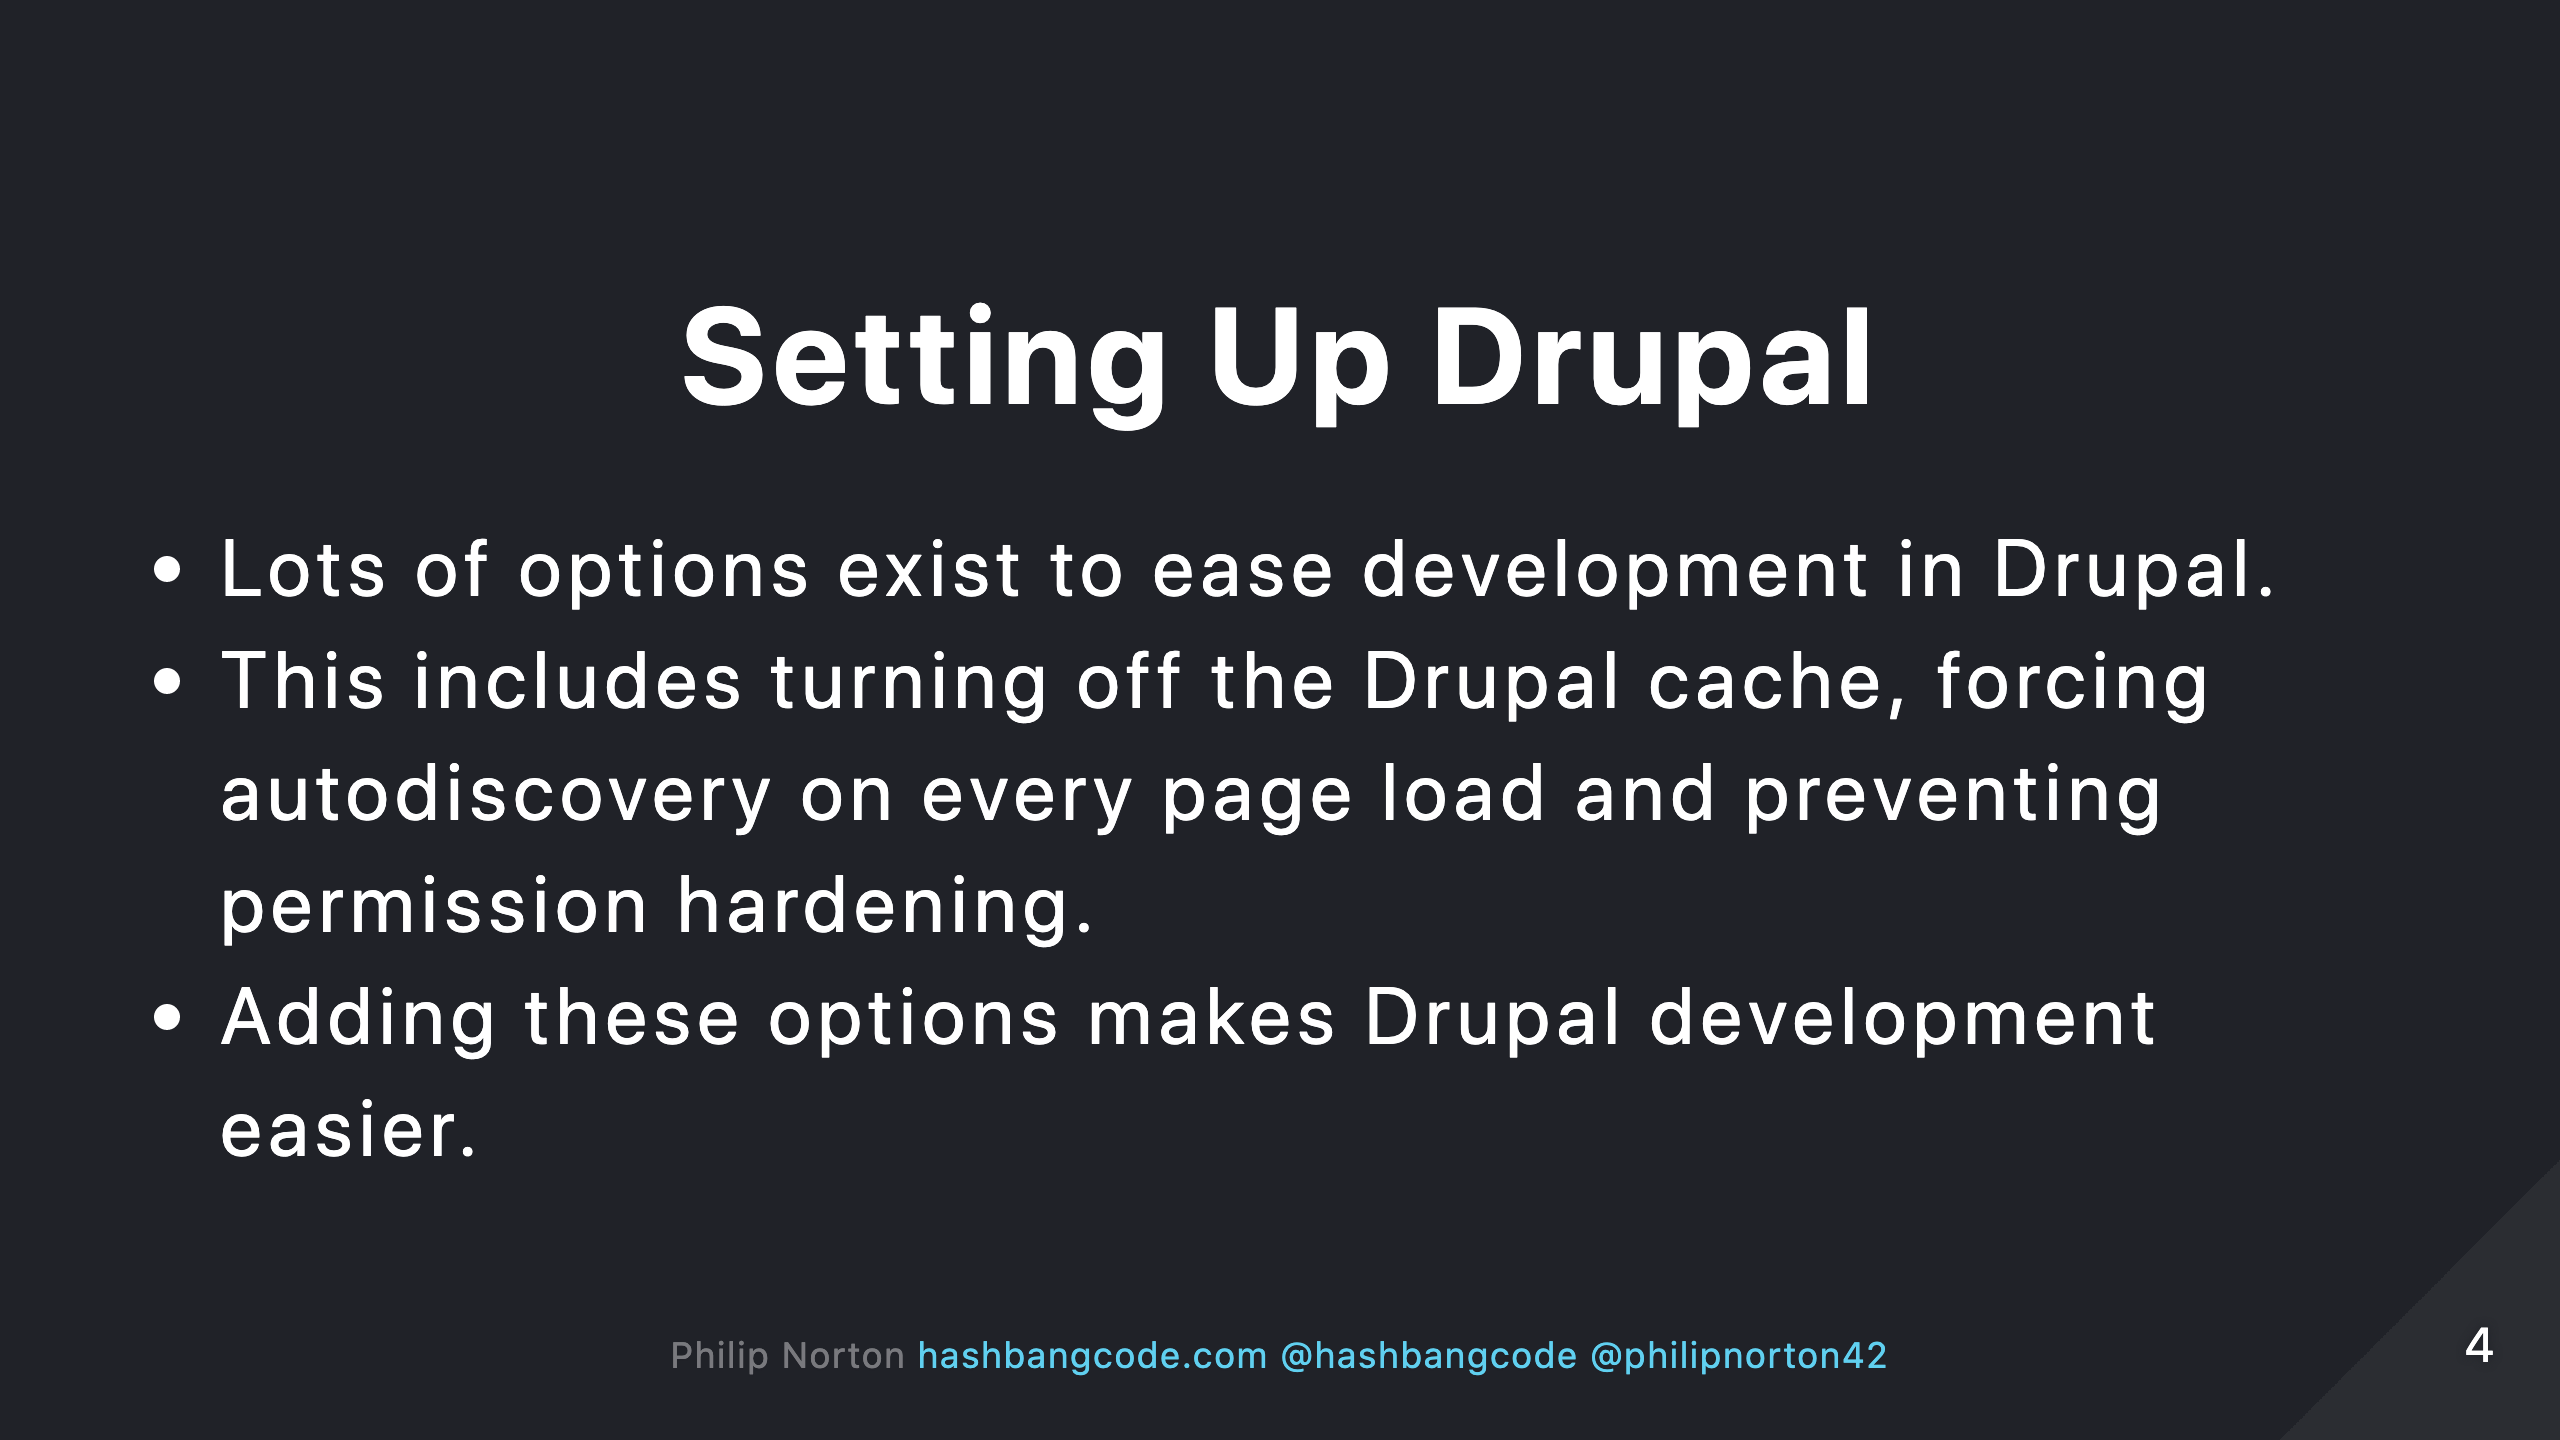 Setting Up Drupal
• Lots of options exist to ease development in Drupal.
• This includes turning off the Drupal cache, forcing
autodiscovery on every page load and preventing
permission hardening.
• Adding these options makes Drupal development
easier.
Philip Norton hashbangcode.com @hashbangcode @philipnorton42
4